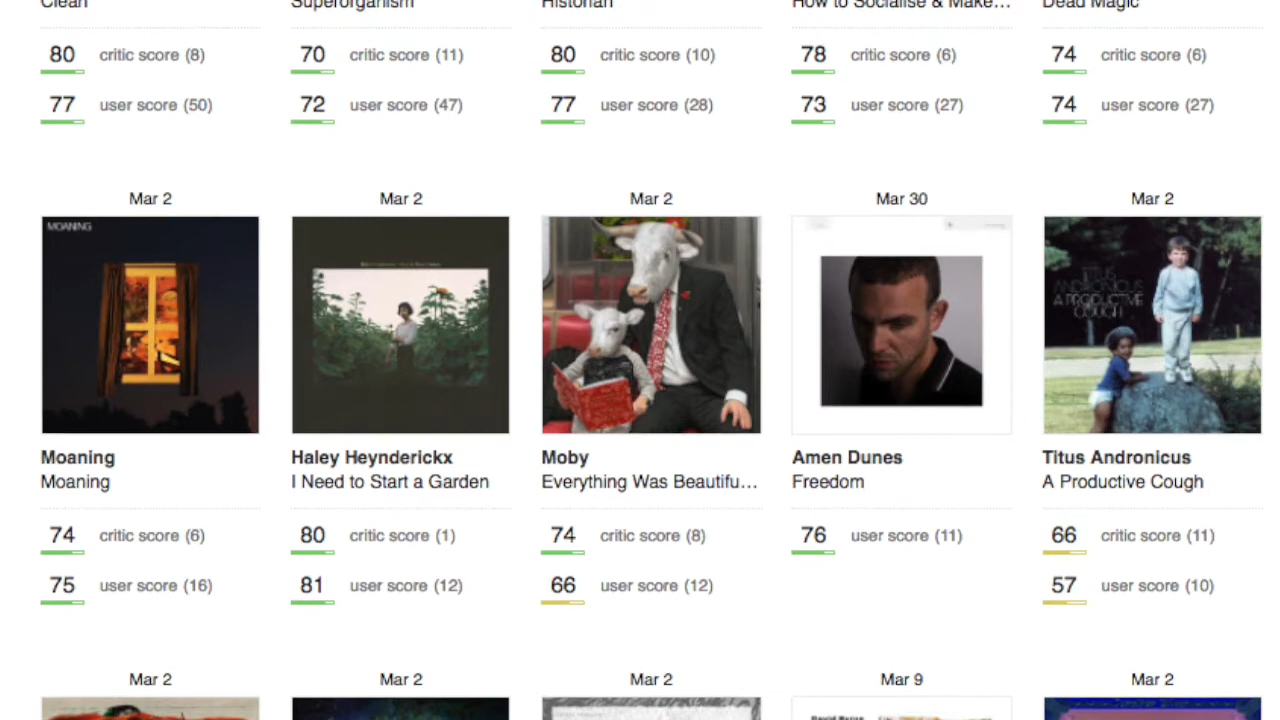 Clean
Superorganism
Historian
How to Socialise & Make…
Dead Magic
80 critic score (8)
70 critic score (11)
80 critic score (10)
78 critic score (6)
74 critic score (6)
77 user score (50)
72 user score (47)
77 user score (28)
73 user score (27)
74 user score (27)
Mar 2
Mar 2
Mar 2
Mar 30
Mar 2
MOANING
TITUS
ANDRONICUS
A PRODUCTIVE
COUGH
Moaning
Moaning
Haley Heynderickx
I Need to Start a Garden
Moby
Everything Was Beautifu…
Amen Dunes
Freedom
Titus Andronicus
A Productive Cough
74 critic score (6)
80 critic score (1)
74 critic score (8)
76 user score (11)
66 critic score (11)
75 user score (16)
81 user score (12)
66 user score (12)
57 user score (10)
Mar 2
Mar 2
Mar 2
Mar 9
Mar 2
David Byrne